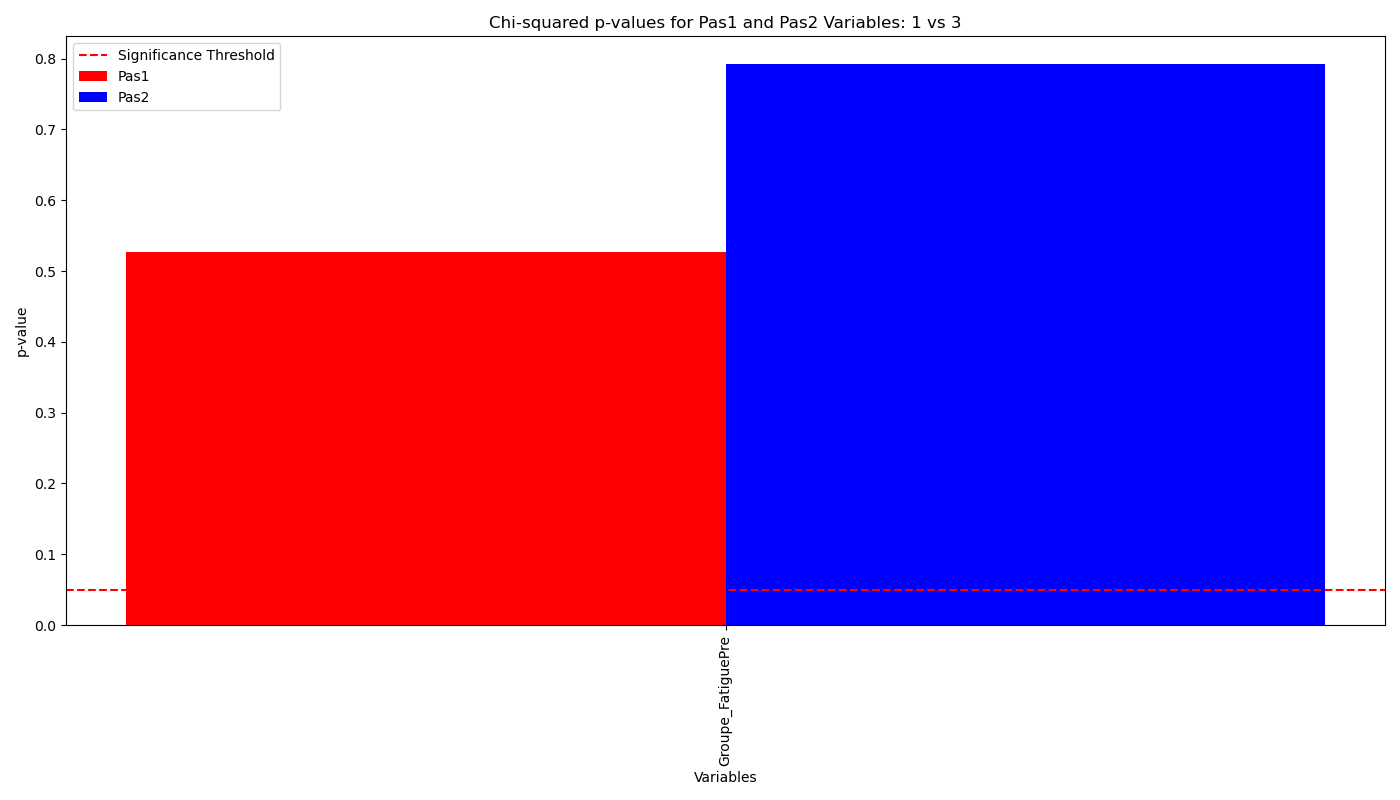 Chi-squared p-values for Pas1 and Pas2 Variables: 1 vs 3
Significance Threshold
Pas1
Pas2
0.8
0.7
0.6
0.5
0.4
0.3
0.2
0.1
0.0
p-value
Groupe_FatiguePre
Variables